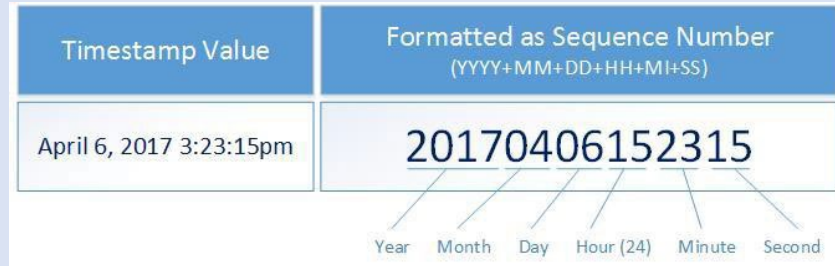 Timestamp Value
Formatted as Sequence Number
(YYYY+MM+DD+HH+MI+SS)
April 6, 2017 3:23:15pm
20170406152315
Year Month Day Hour (24) Minute Second